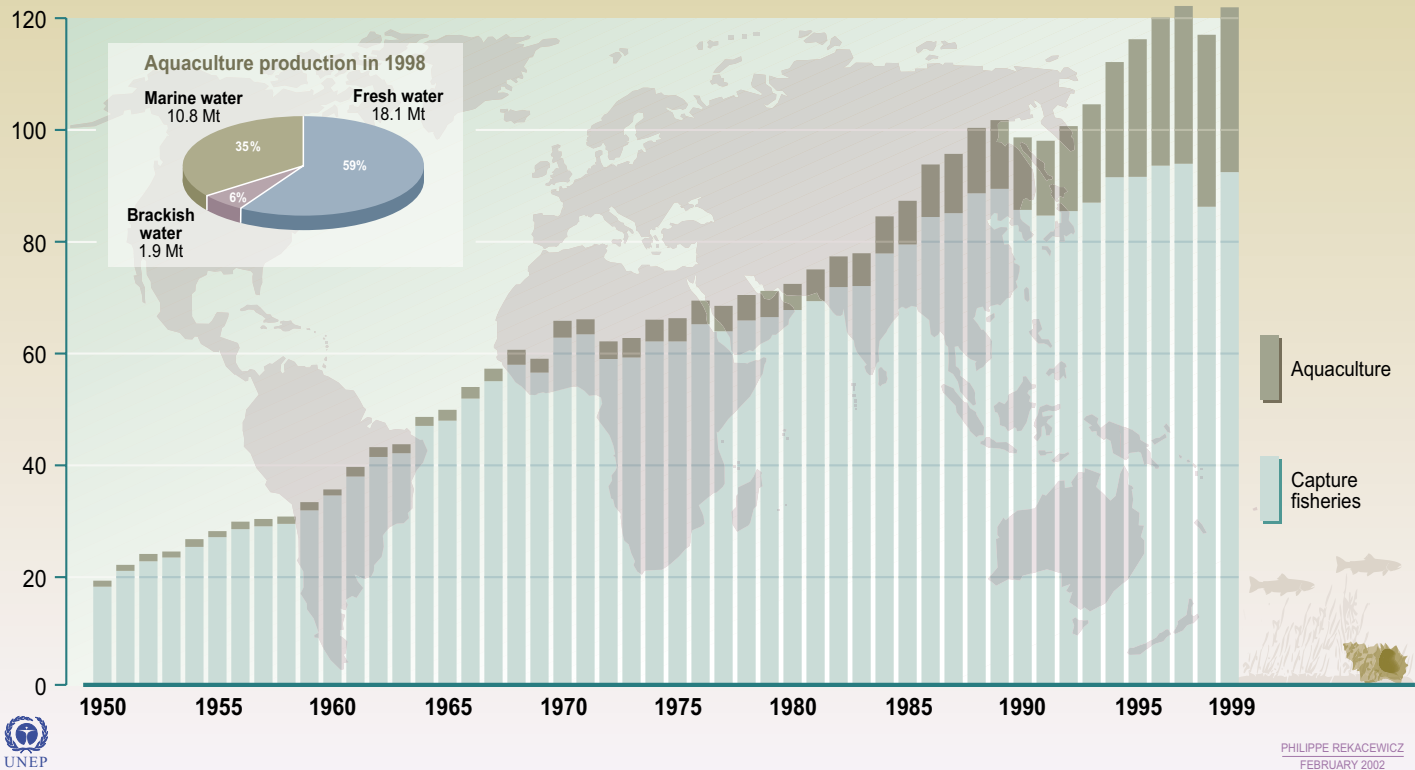 120
100
80
60
40
20
0
Aquaculture production in 1998
Marine water
10.8 Mt
Fresh water
18.1 Mt
35%
59%
6%
Brackish
water
1.9 Mt
Aquaculture
Capture
fisheries
1950 1955 1960 1965 1970 1975 1980 1985 1990 1995 1999
UNEP
PHILIPPE REKACEWICZ
FEBRUARY 2002